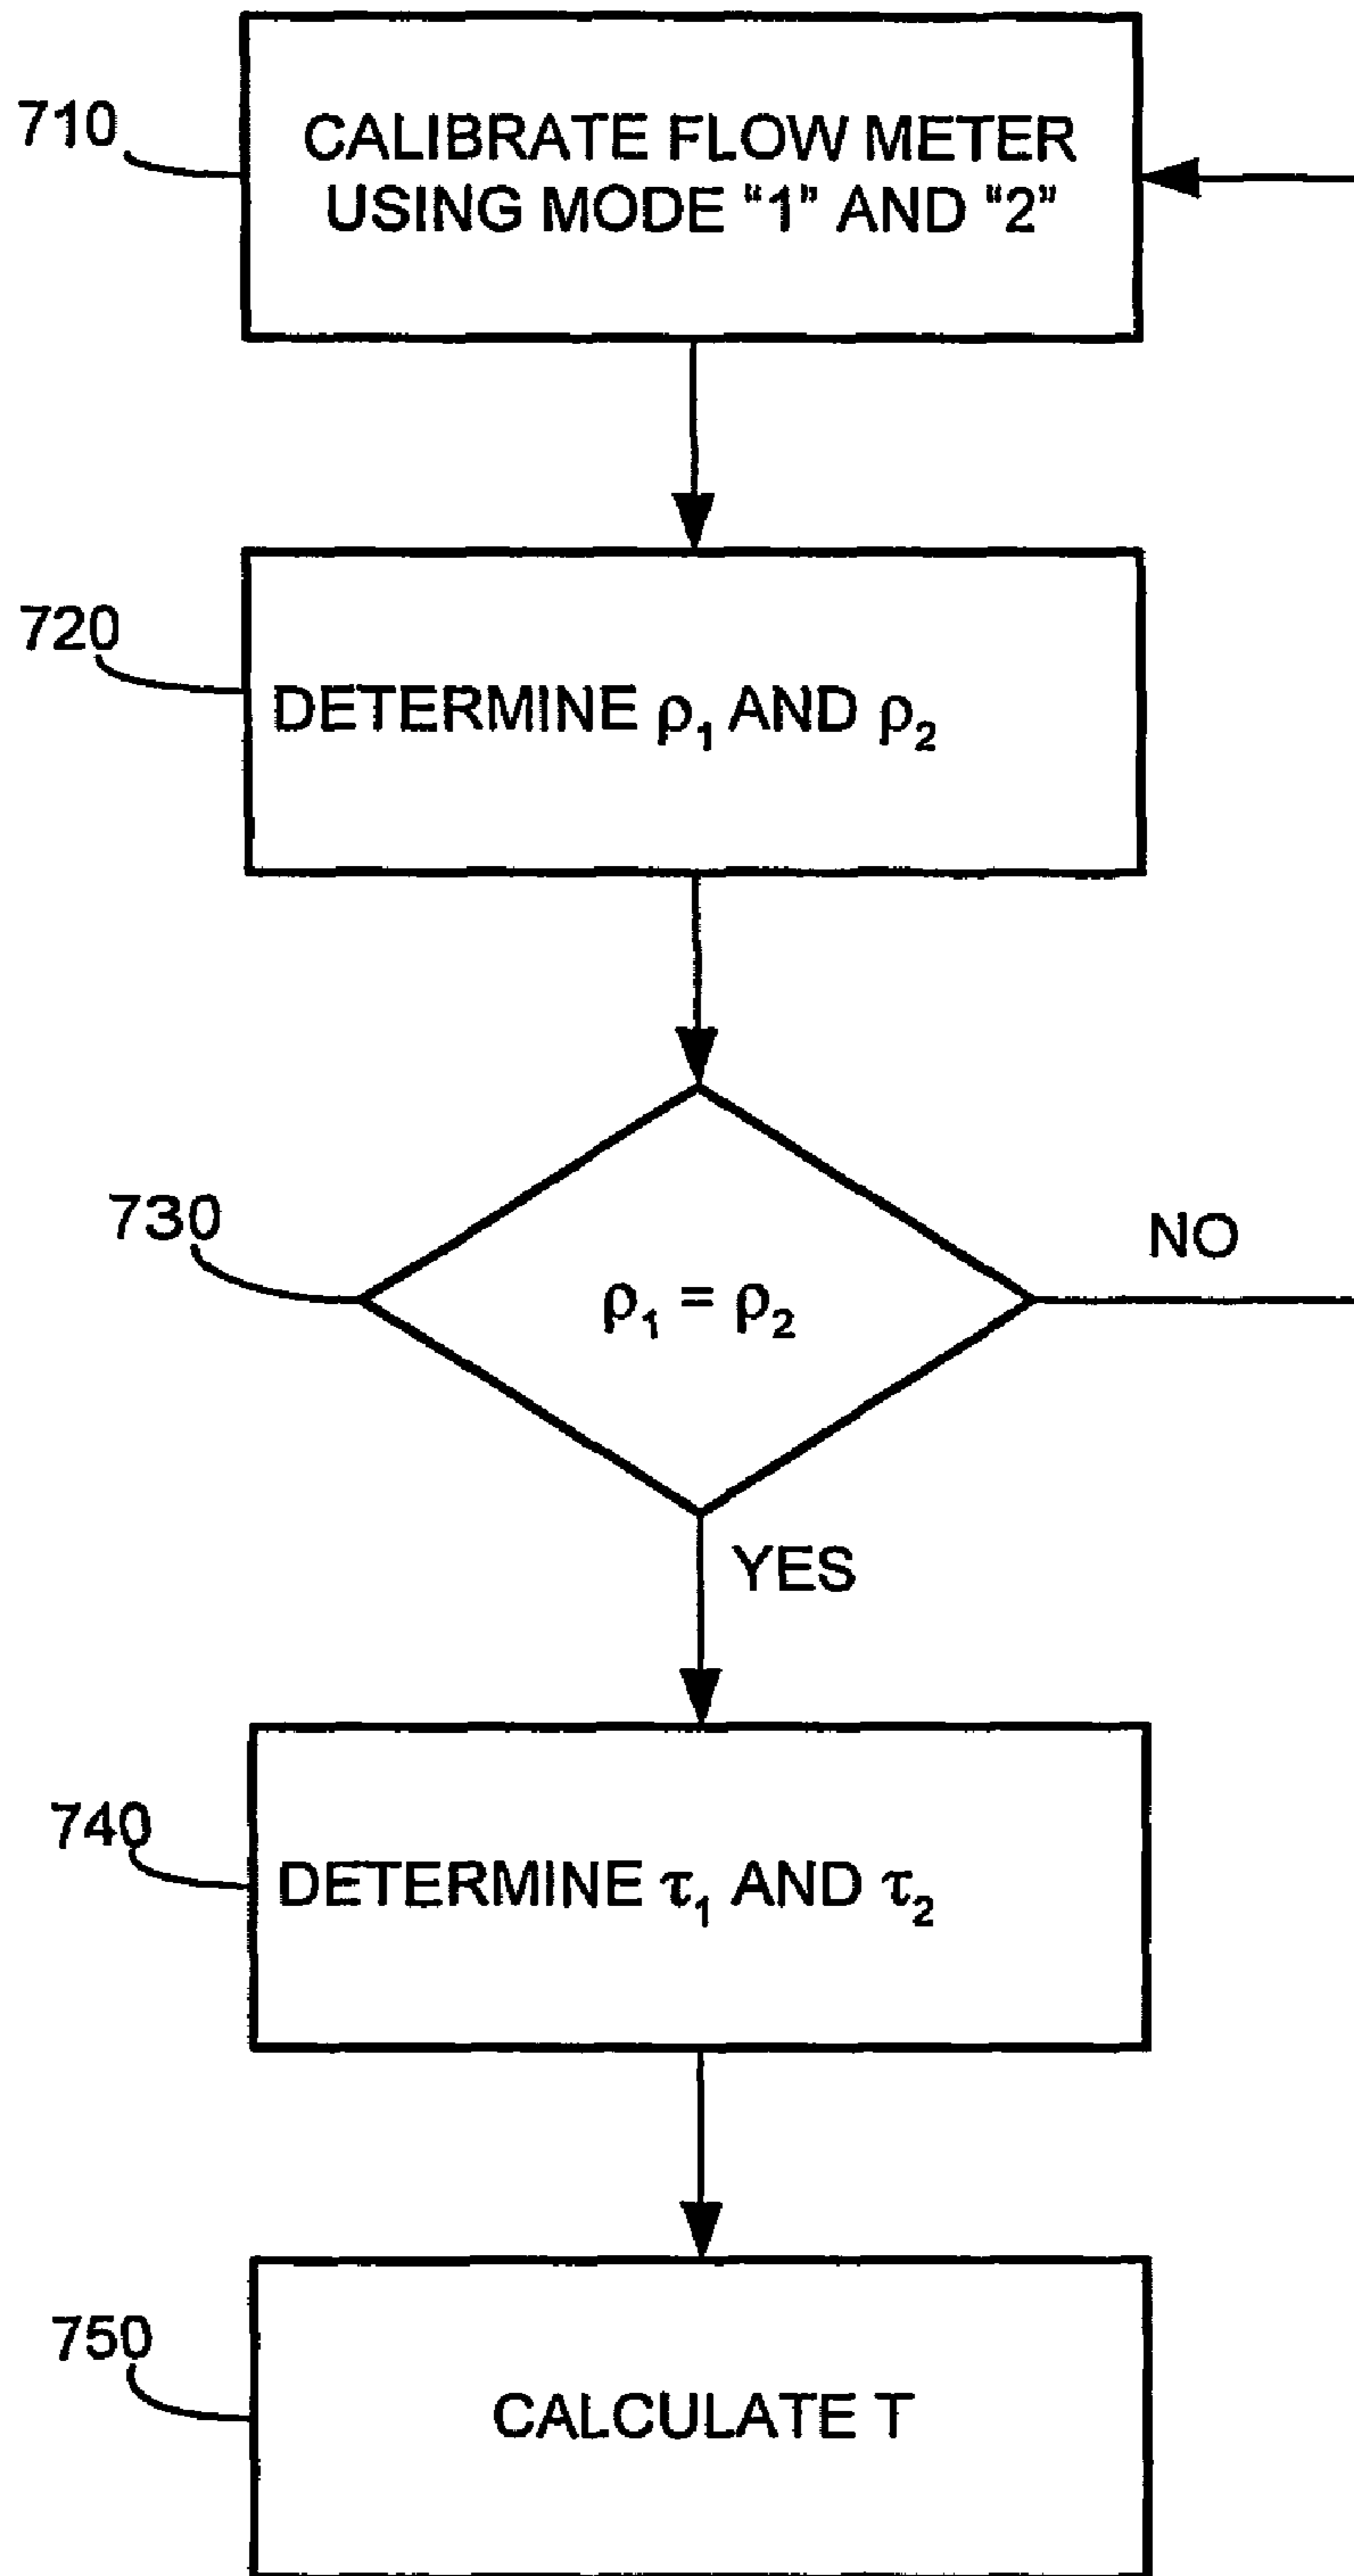 710
CALIBRATE FLOW METER
USING MODE “1” AND “2”
720
DETERMINE ρ₁ AND ρ₂
730
ρ₁ = ρ₂
NO
YES
740
DETERMINE τ₁ AND τ₂
750
CALCULATE T